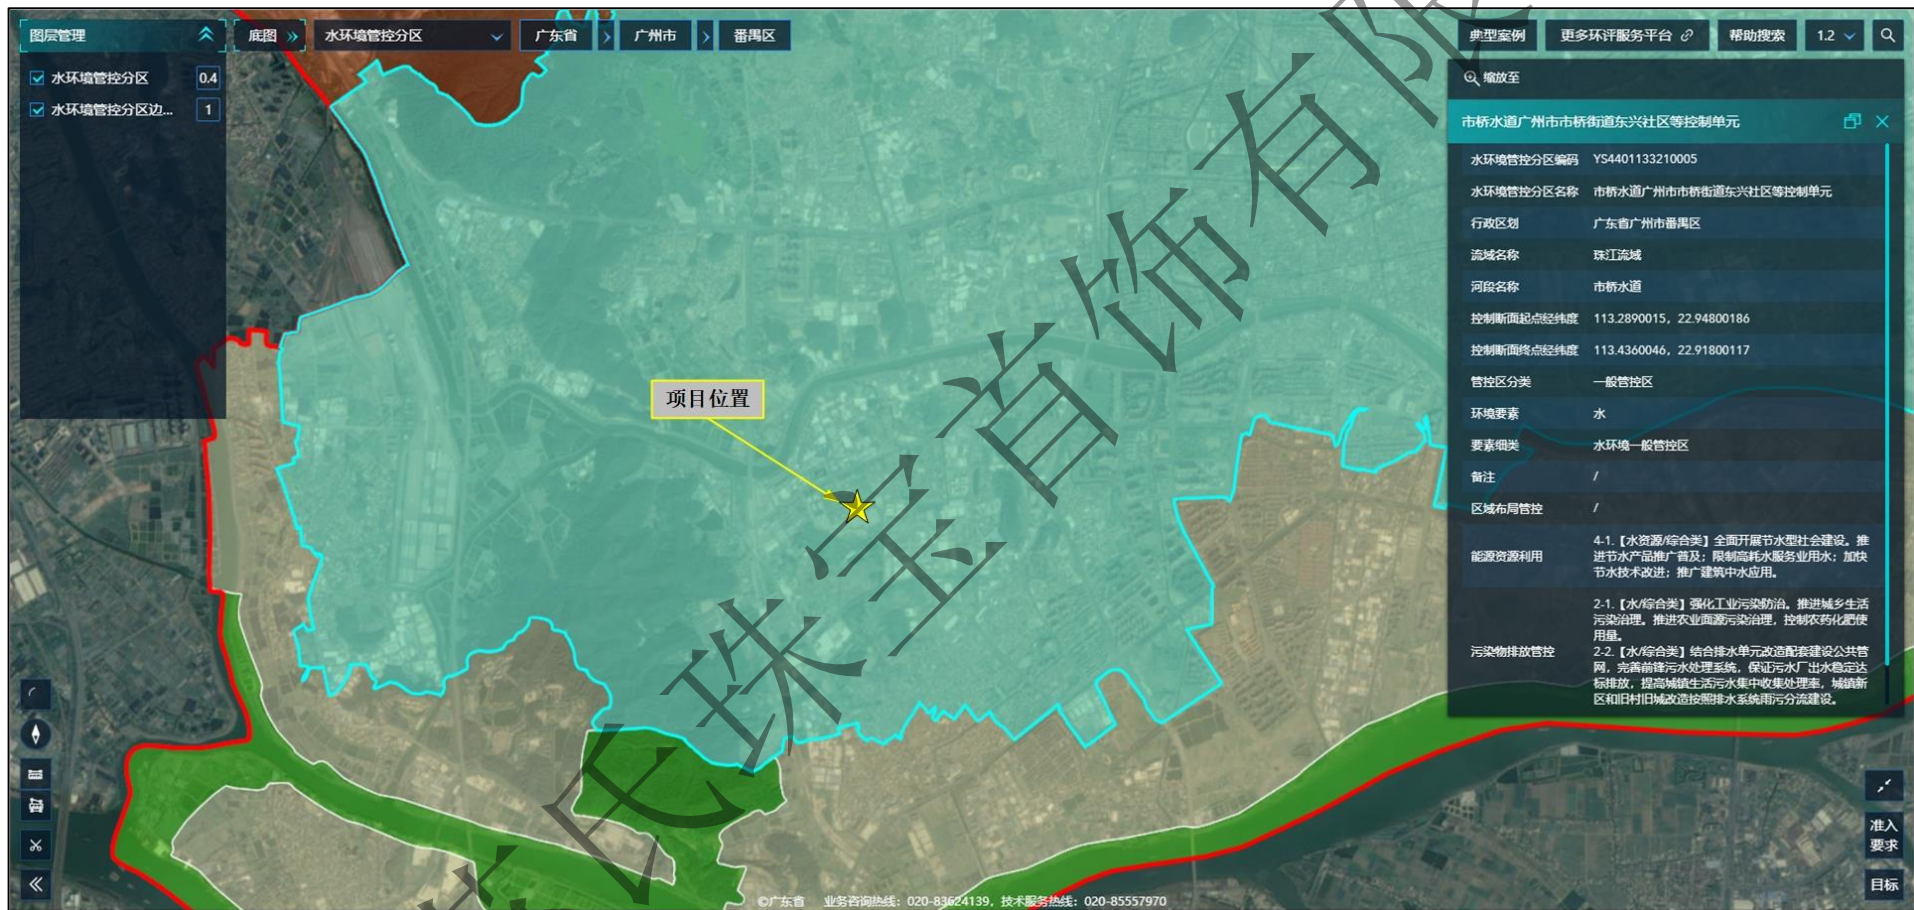 图层管理
底图
水环境管控分区
广东省
广州市
番禺区
典型案例
更多环评服务平台
帮助搜索
1.2
水环境管控分区
0.4
水环境管控分区边...
1
项目位置
缩放至
市桥水道广州市市桥街道东兴社区等控制单元
水环境管控分区编码 YS4401133210005
水环境管控分区名称 市桥水道广州市市桥街道东兴社区等控制单元
行政区划 广东省广州市番禺区
流域名称 珠江流域
河段名称 市桥水道
控制断面起点经纬度 113.2890015, 22.94800186
控制断面终点经纬度 113.4360046, 22.91800117
管控区分类 一般管控区
环境要素 水
要素细类 水环境一般管控区
备注 /
区域布局管控 /
能源资源利用
4-1.【水资源/综合类】全面开展节水型社会建设。推
进节水产品推广普及；限制高耗水服务业用水；加快
节水技术改进；推广建筑中水应用。
污染物排放管控
2-1.【水/综合类】强化工业污染防治。推进城乡生活
污染治理。推进农业面源污染治理，控制农药化肥使
用量。
2-2.【水/综合类】结合排水单元改造配套建设公共管
网，完善前锋污水处理系统，保证污水厂出水稳定达
标排放，提高城镇生活污水集中收集处理率，城镇新
区和旧村旧城改造按照排水系统雨污分流建设。
准入
要求
目标
©广东省 业务咨询热线：020-83624139，技术服务热线：020-85557970
氏珠宝首饰有限